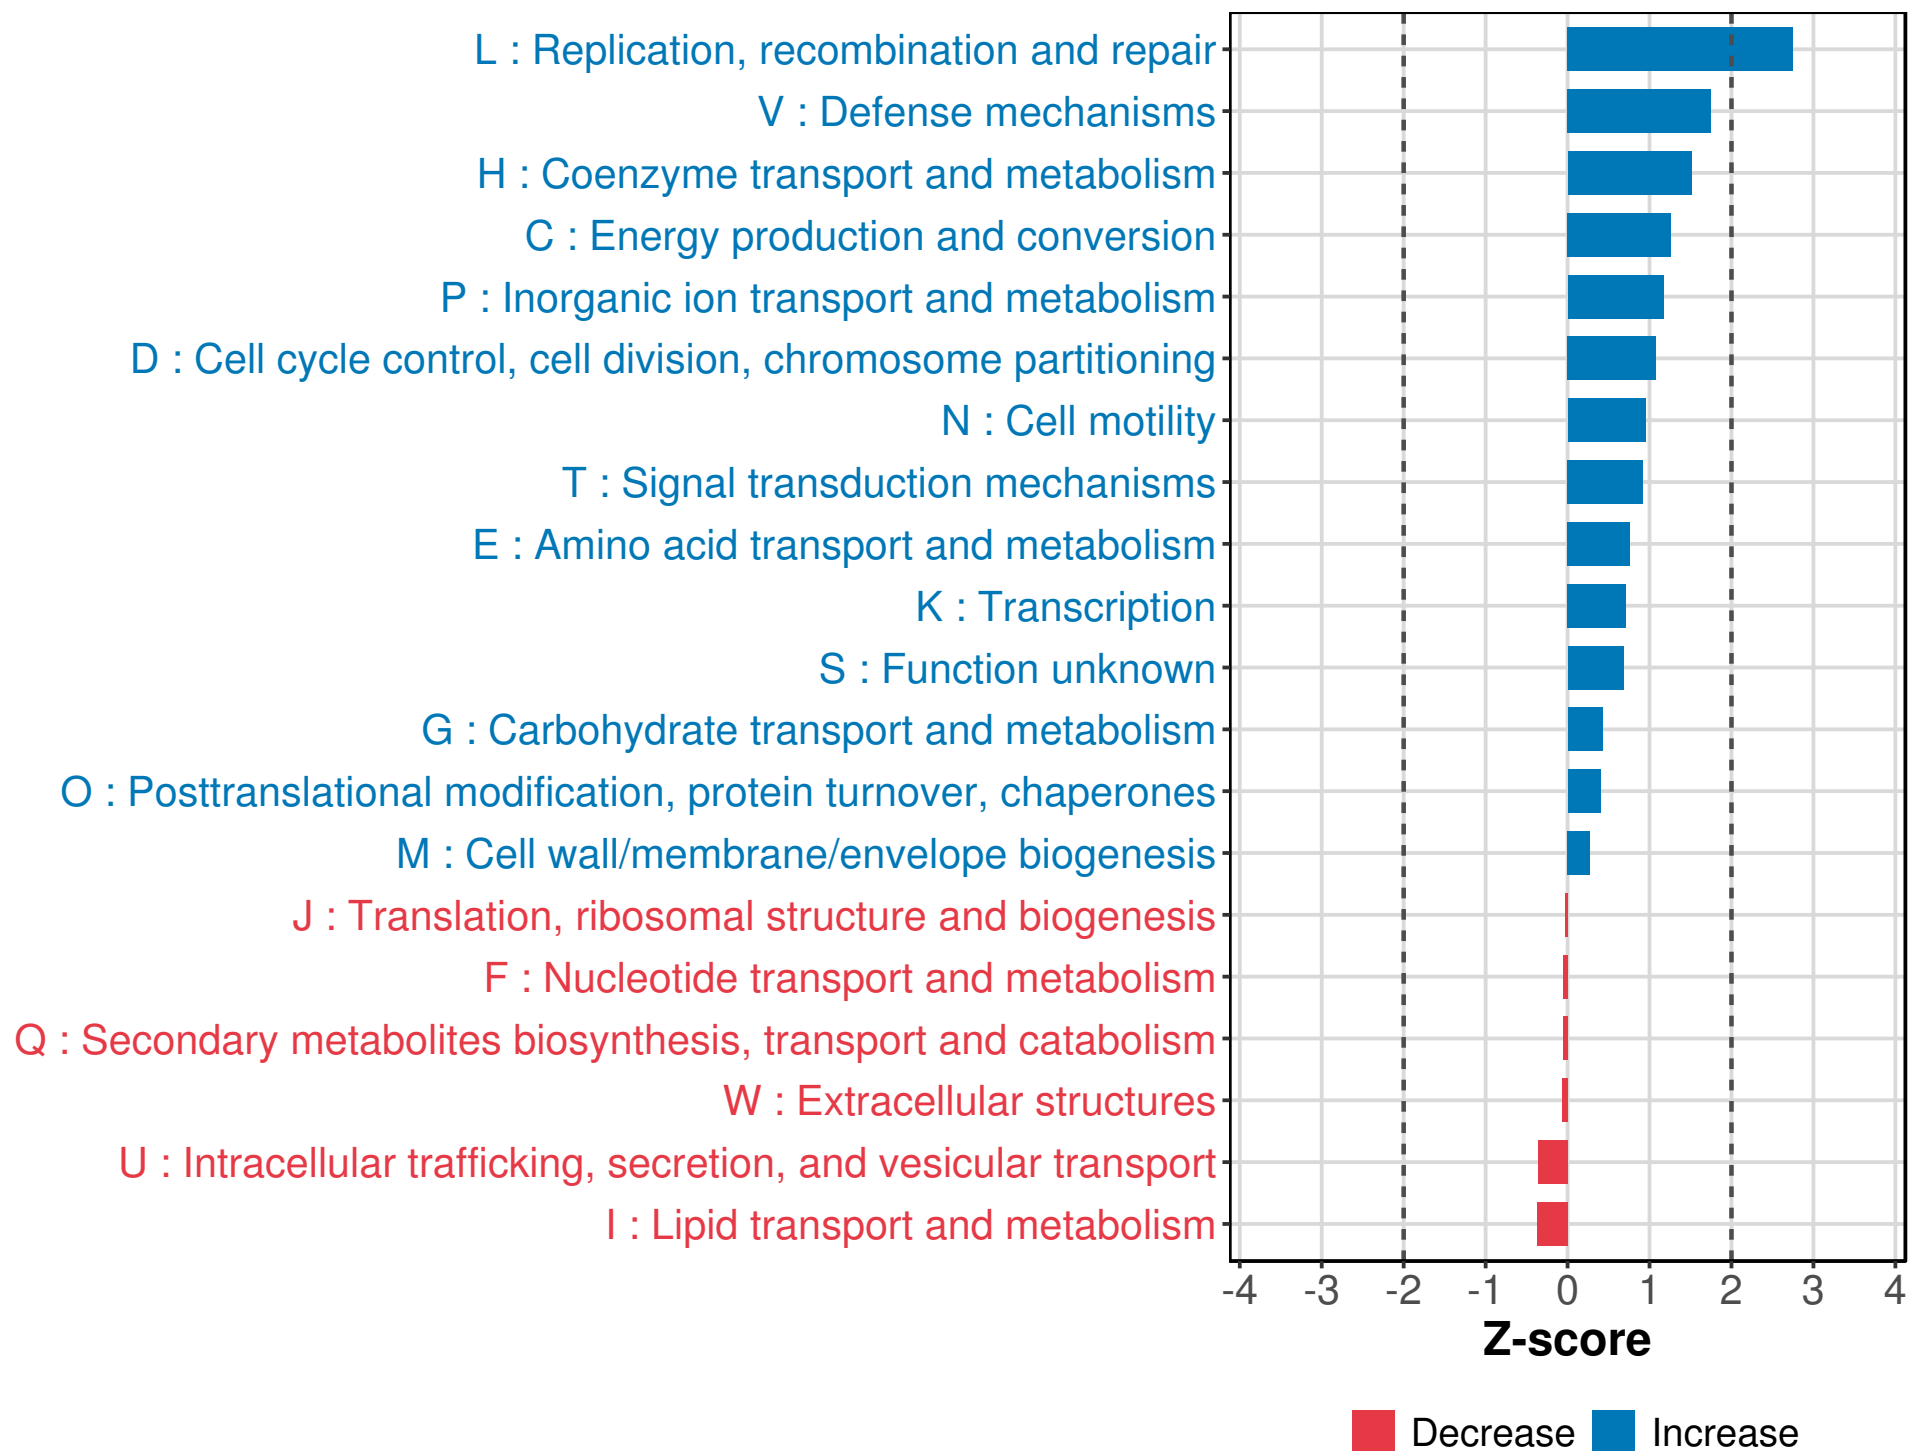 L : Replication, recombination and repair
V : Defense mechanisms
H : Coenzyme transport and metabolism
C : Energy production and conversion
P : Inorganic ion transport and metabolism
D : Cell cycle control, cell division, chromosome partitioning
N : Cell motility
T : Signal transduction mechanisms
E : Amino acid transport and metabolism
K : Transcription
S : Function unknown
G : Carbohydrate transport and metabolism
O : Posttranslational modification, protein turnover, chaperones
M : Cell wall/membrane/envelope biogenesis
J : Translation, ribosomal structure and biogenesis
F : Nucleotide transport and metabolism
Q : Secondary metabolites biosynthesis, transport and catabolism
W : Extracellular structures
U : Intracellular trafficking, secretion, and vesicular transport
I : Lipid transport and metabolism
-4 -3 -2 -1 0 1 2 3 4
Z-score
Decrease Increase